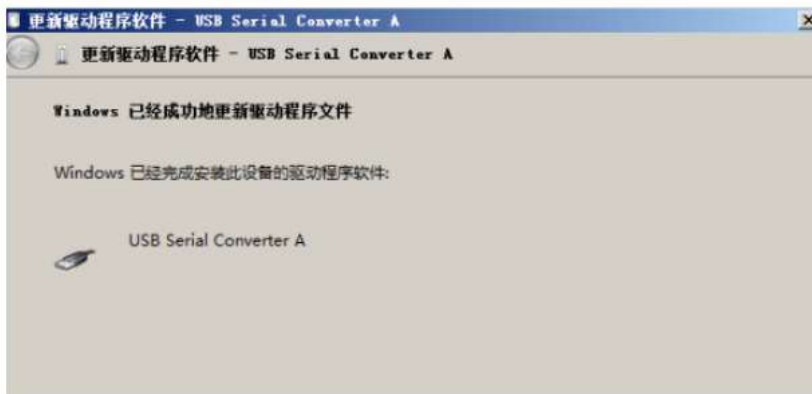 更新驱动程序软件 - USB Serial Converter A
更新驱动程序软件 - USB Serial Converter A
Windows 已经成功地更新驱动程序文件
Windows 已经完成安装此设备的驱动程序软件:
USB Serial Converter A